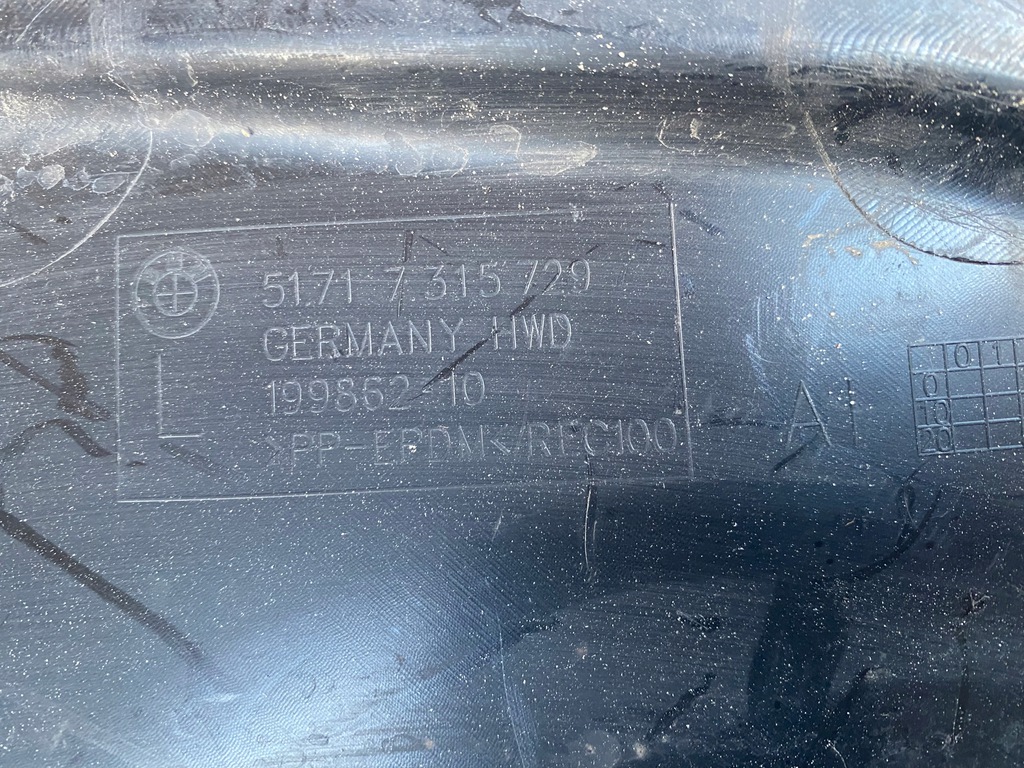 51.71 7 315 729
GERMANY HWD
199862-10
L
>PP-EPDM</REC100
A1
0 1
0
10
20